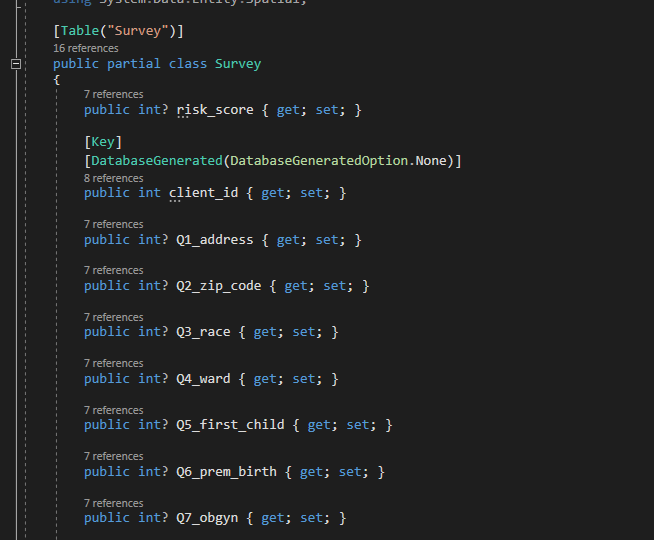 using System.Data.Entity.Spatial;
[Table("Survey")]
16 references
public partial class Survey
{
7 references
public int? risk_score { get; set; }
[Key]
[DatabaseGenerated(DatabaseGeneratedOption.None)]
8 references
public int client_id { get; set; }
7 references
public int? Q1_address { get; set; }
7 references
public int? Q2_zip_code { get; set; }
7 references
public int? Q3_race { get; set; }
7 references
public int? Q4_ward { get; set; }
7 references
public int? Q5_first_child { get; set; }
7 references
public int? Q6_prem_birth { get; set; }
7 references
public int? Q7_obgyn { get; set; }